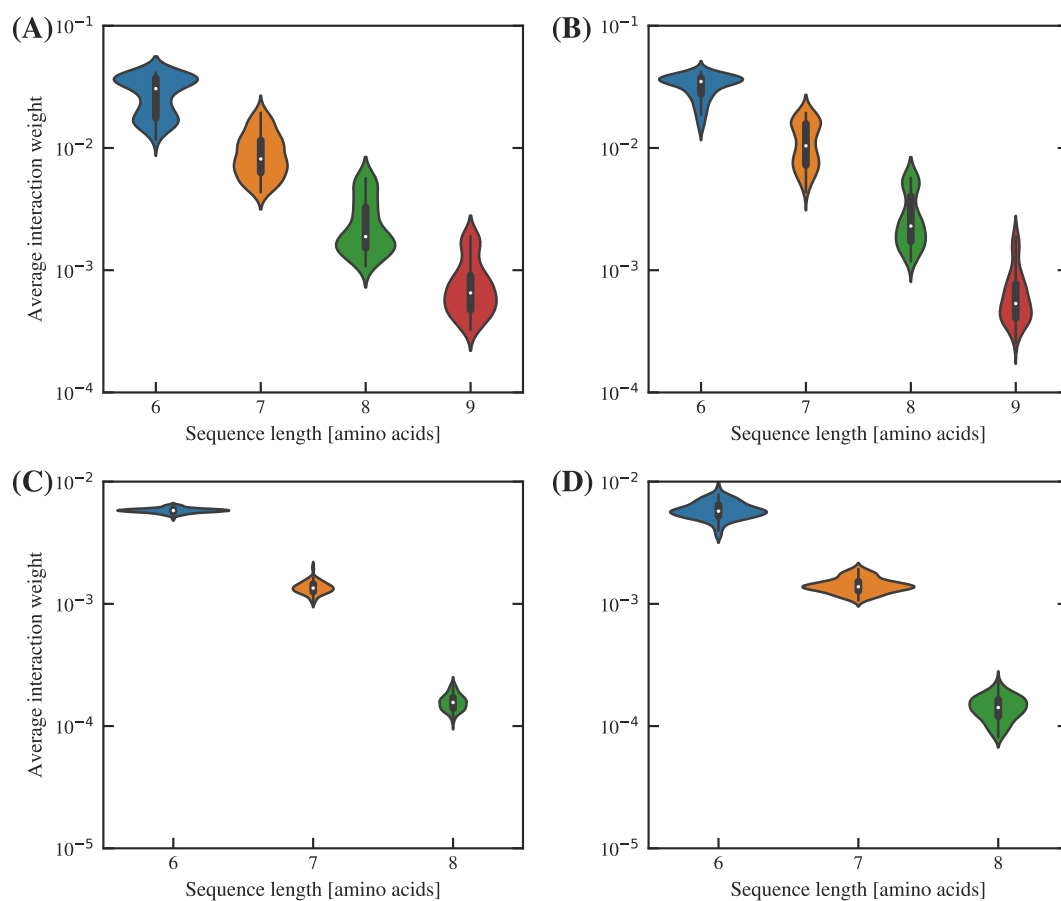 (A)
10⁻¹
10⁻²
10⁻³
10⁻⁴
Average interaction weight
6 7 8 9
Sequence length [amino acids]
(B)
10⁻¹
10⁻²
10⁻³
10⁻⁴
6 7 8 9
Sequence length [amino acids]
(C)
10⁻²
10⁻³
10⁻⁴
10⁻⁵
Average interaction weight
6 7 8
Sequence length [amino acids]
(D)
10⁻²
10⁻³
10⁻⁴
10⁻⁵
6 7 8
Sequence length [amino acids]